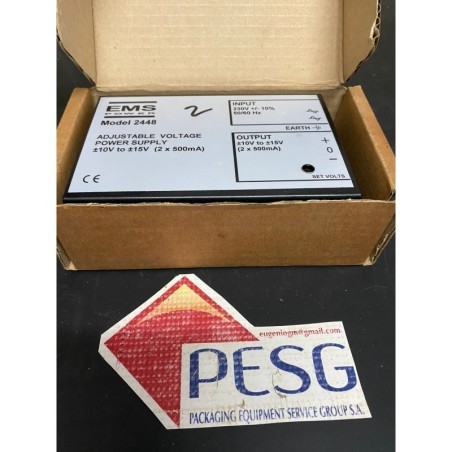 EMS
POWER
Model 2448
2
ADJUSTABLE VOLTAGE
POWER SUPPLY
±10V to ±15V (2 x 500mA)
CE
INPUT
230V +/- 10%
50/60 Hz
EARTH
OUTPUT
±10V to ±15V
(2 x 500mA)
+
0
-
SET VOLTS
eugeniogm@gmail.com
PESG
PACKAGING EQUIPMENT SERVICE GROUP S.A.